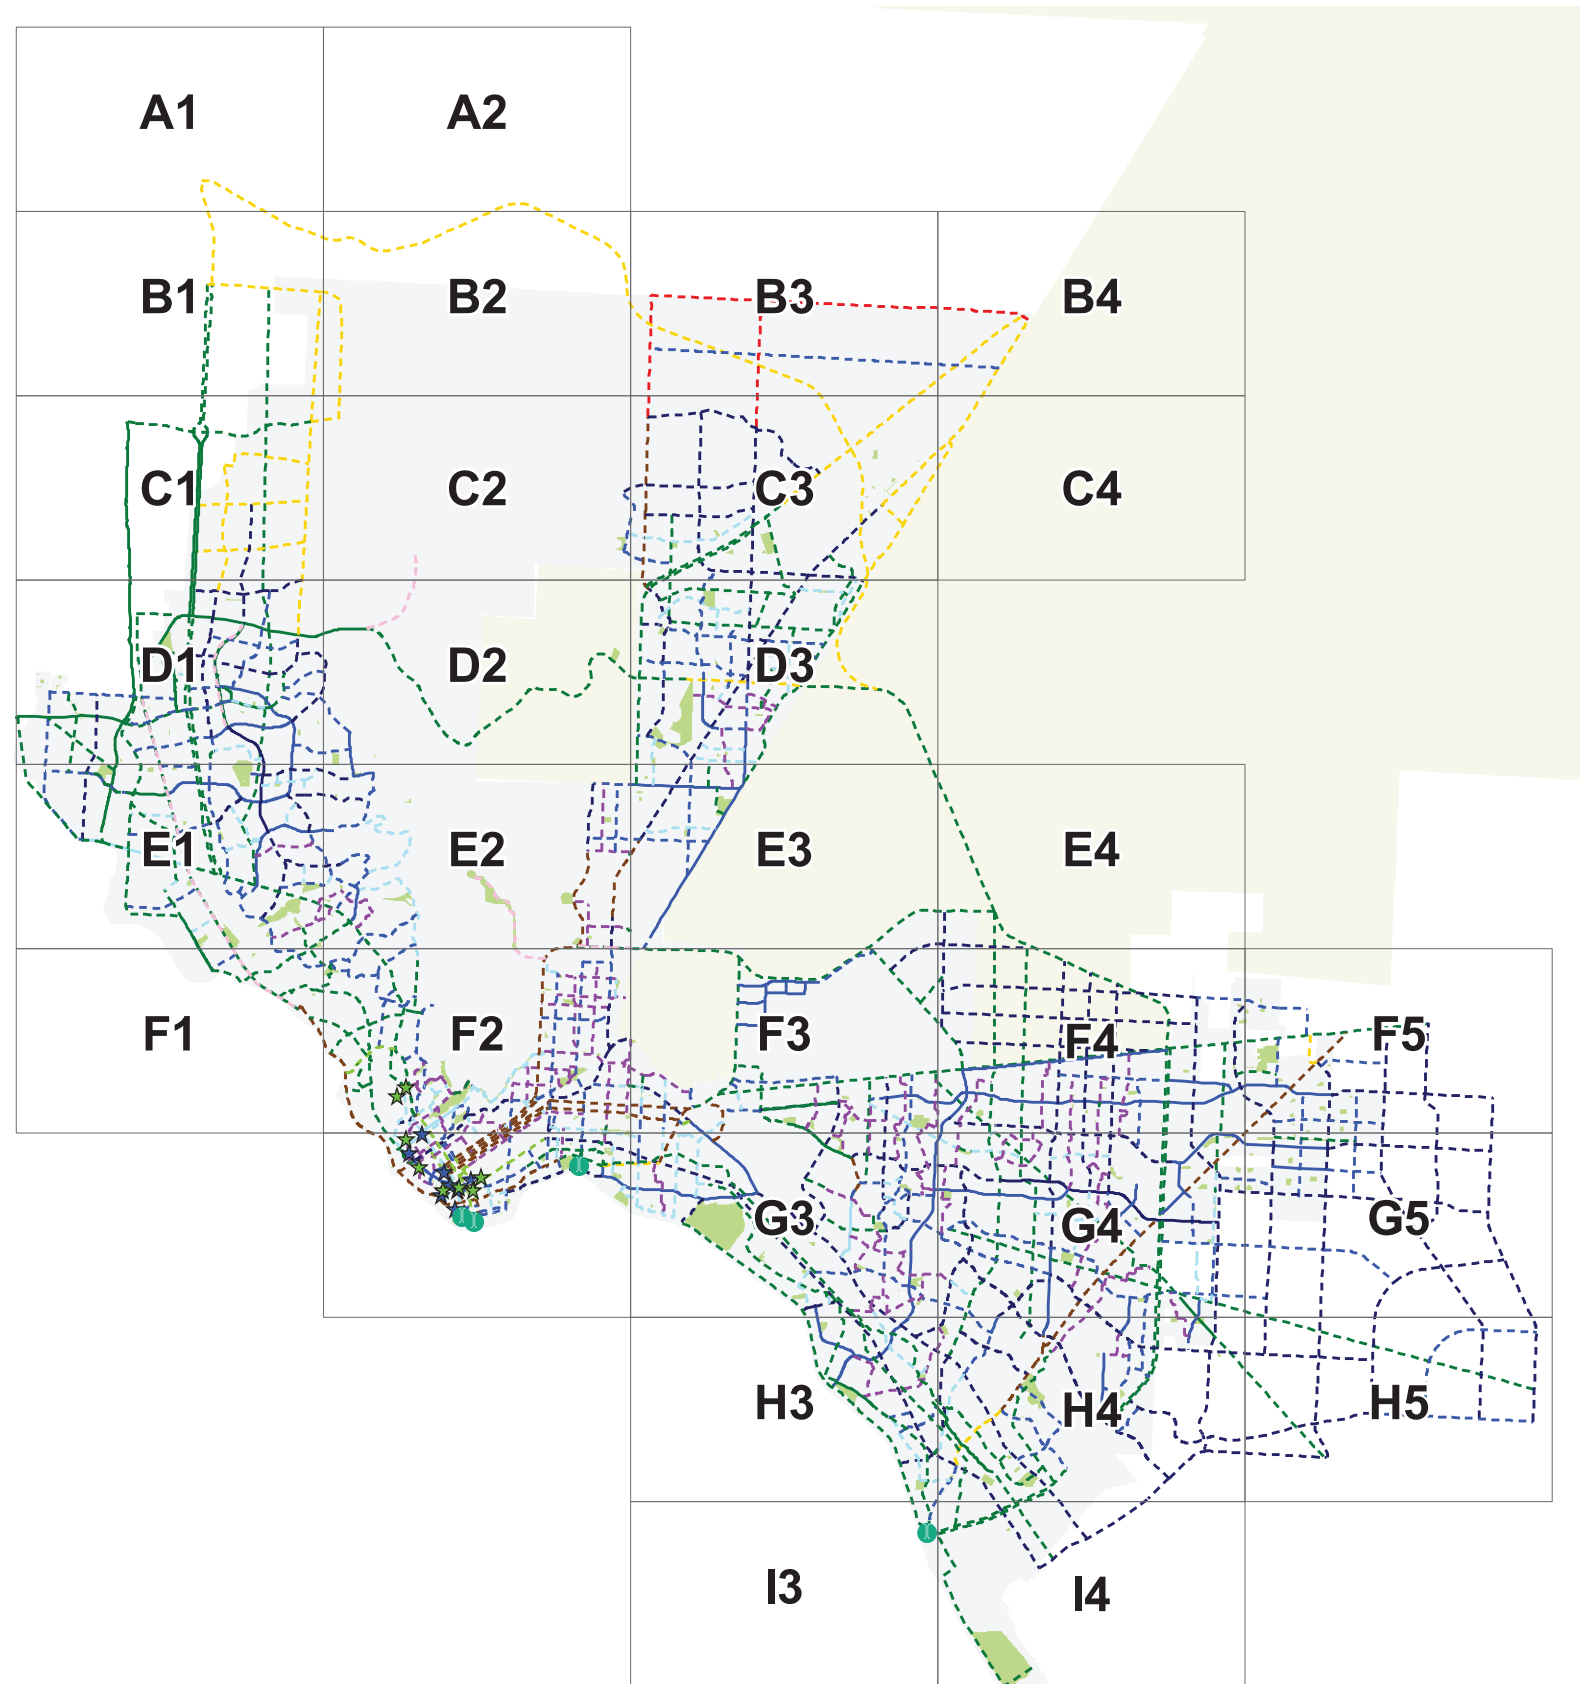 A1 A2
B1 B2 B3 B4
C1 C2 C3 C4
D1 D2 D3
E1 E2 E3 E4
F1 F2 F3 F4 F5
G3 G4 G5
H3 H4 H5
I3 I4